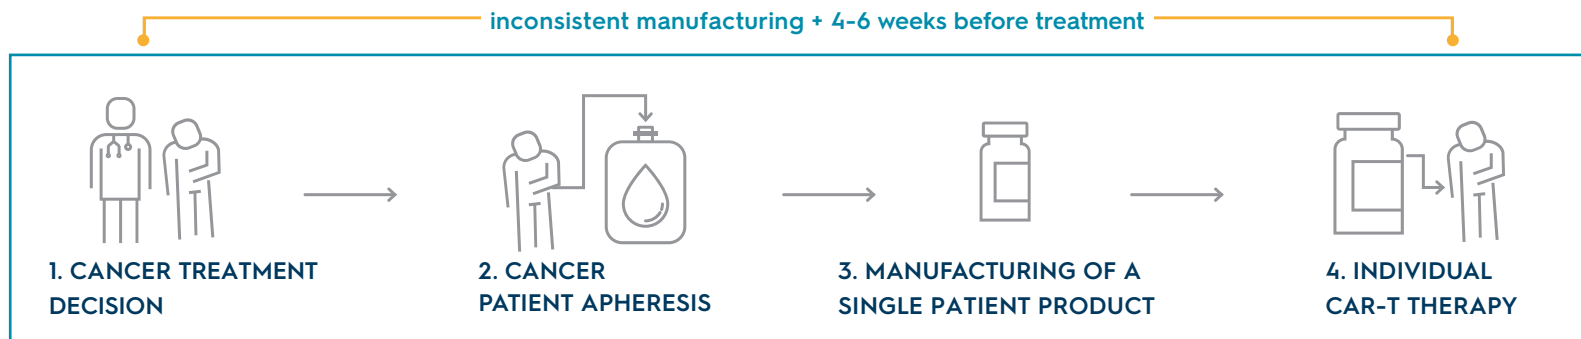 inconsistent manufacturing + 4-6 weeks before treatment
1. CANCER TREATMENT
DECISION
2. CANCER
PATIENT APHERESIS
3. MANUFACTURING OF A
SINGLE PATIENT PRODUCT
4. INDIVIDUAL
CAR-T THERAPY